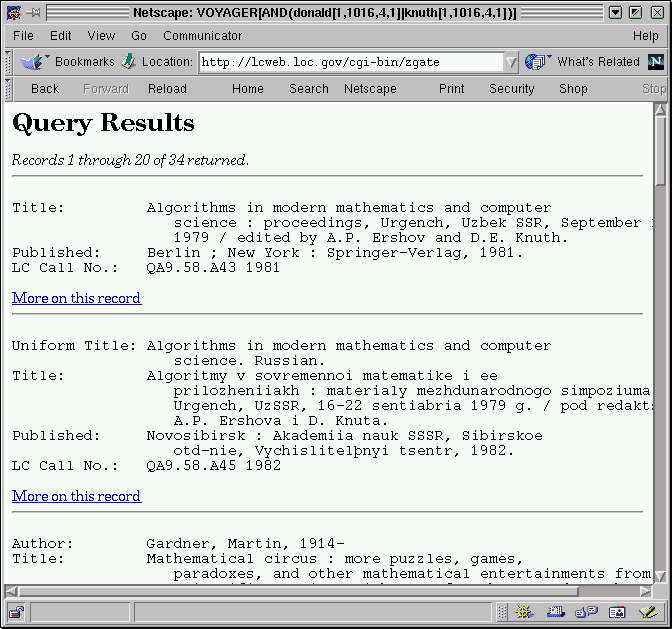 Netscape: VOYAGER[AND(donald[1,1016,4,1]|knuth[1,1016,4,1])]
File Edit View Go Communicator Help
Bookmarks Location: http://lcweb.loc.gov/cgi-bin/zgate What's Related N
Back Forward Reload Home Search Netscape Print Security Shop Stop
Query Results
Records 1 through 20 of 34 returned.
Title: Algorithms in modern mathematics and computer
science : proceedings, Urgench, Uzbek SSR, September
1979 / edited by A.P. Ershov and D.E. Knuth.
Published: Berlin ; New York : Springer-Verlag, 1981.
LC Call No.: QA9.58.A43 1981
More on this record
Uniform Title: Algorithms in modern mathematics and computer
science. Russian.
Title: Algoritmy v sovremennoi matematike i ee
prilozheniiakh : materialy mezhdunarodnogo simpoziuma
Urgench, UzSSR, 16-22 sentiabria 1979 g. / pod redakt
A.P. Ershova i D. Knuta.
Published: Novosibirsk : Akademiia nauk SSSR, Sibirskoe
otd-nie, Vychislitelþnyi tsentr, 1982.
LC Call No.: QA9.58.A45 1982
More on this record
Author: Gardner, Martin, 1914-
Title: Mathematical circus : more puzzles, games,
paradoxes, and other mathematical entertainments from